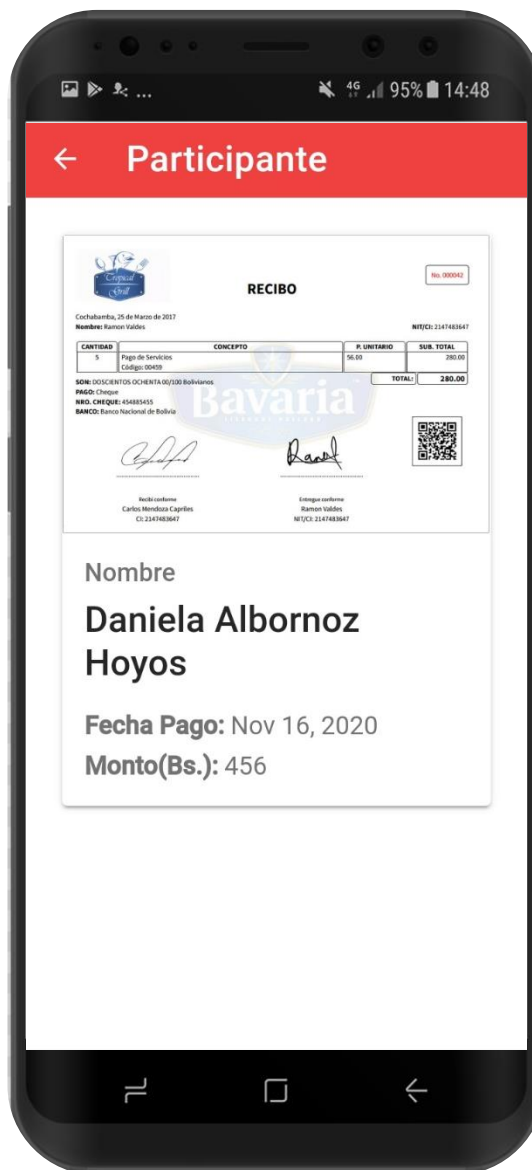 ... 4G 95% 14:48
Participante
Tropical
Grill
RECIBO
No. 000042
Cochabamba, 25 de Marzo de 2017
Nombre: Ramon Valdes NIT/CI: 2147483647
CANTIDAD CONCEPTO P. UNITARIO SUB. TOTAL
5 Pago de Servicios 56.00 280.00
Código: 00459
SON: DOSCIENTOS OCHENTA 00/100 Bolivianos TOTAL: 280.00
PAGO: Cheque
NRO. CHEQUE: 454885455
BANCO: Banco Nacional de Bolivia
Bavaria
Recibi conforme Entregue conforme
Carlos Mendoza Capriles Ramon Valdes
CI: 2147483647 NIT/CI: 2147483647
Nombre
Daniela Albornoz
Hoyos
Fecha Pago: Nov 16, 2020
Monto(Bs.): 456